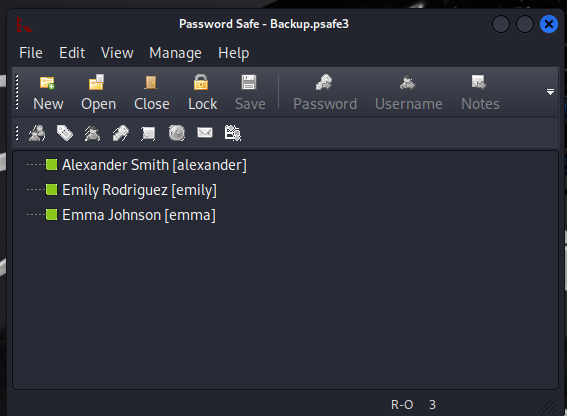 Password Safe - Backup.psafe3
File Edit View Manage Help
New Open Close Lock Save Password Username Notes
Alexander Smith [alexander]
Emily Rodriguez [emily]
Emma Johnson [emma]
R-O 3